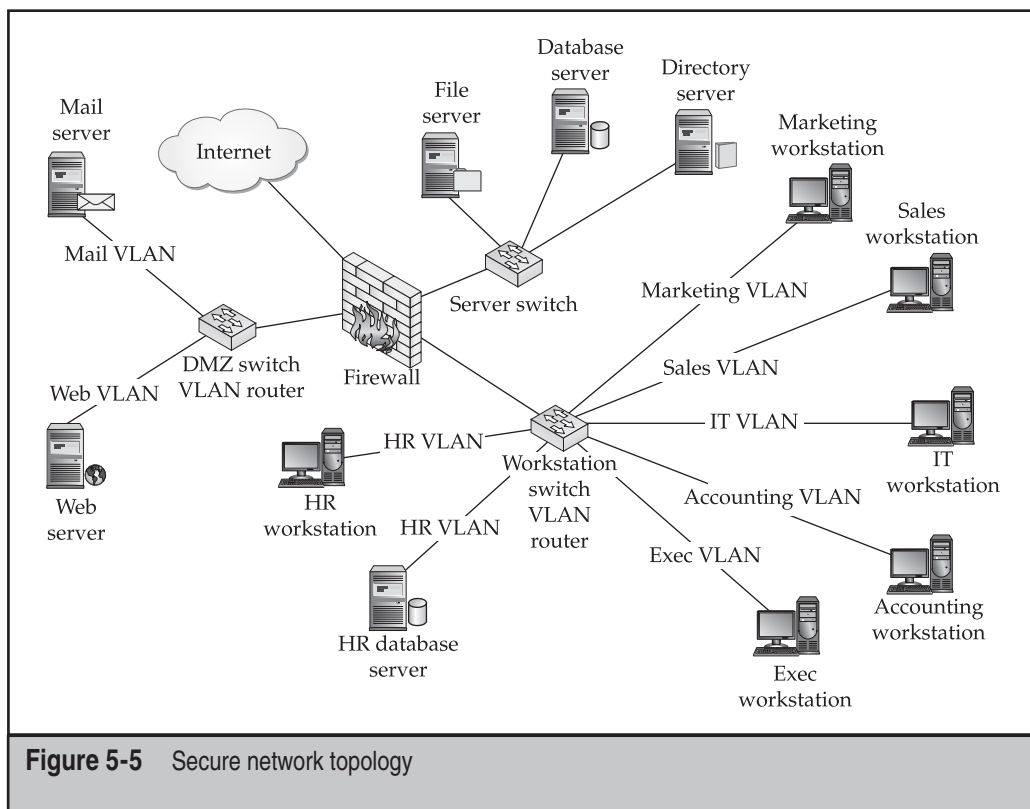 Database
server
Directory
server
File
server
Mail
server
Marketing
workstation
Internet
Sales
workstation
Mail VLAN
Server switch
Marketing VLAN
DMZ switch
VLAN router
Firewall
Sales VLAN
Web VLAN
IT VLAN
HR VLAN
Workstation
switch
VLAN
router
IT
workstation
Web
server
HR
workstation
Accounting VLAN
HR VLAN
Exec VLAN
Accounting
workstation
HR database
server
Exec
workstation
Figure 5-5 Secure network topology